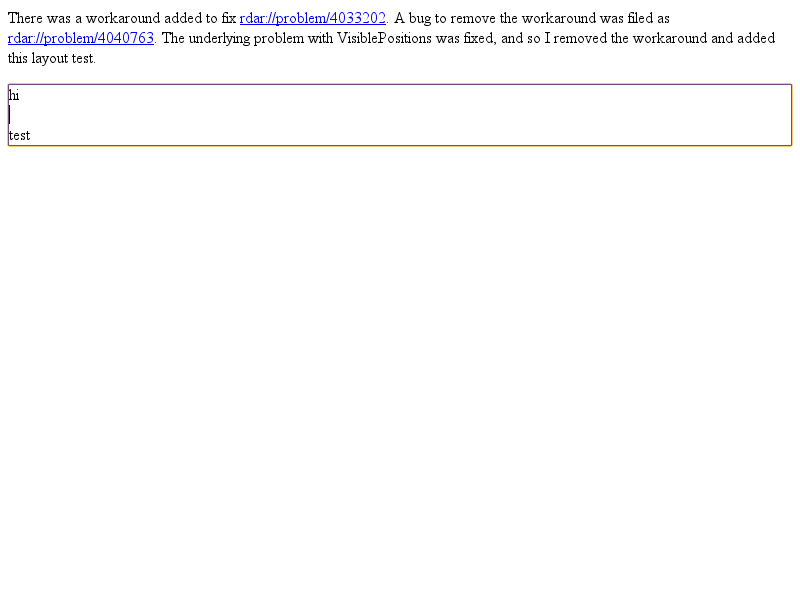 There was a workaround added to fix rdar://problem/4033202. A bug to remove the workaround was filed as
rdar://problem/4040763. The underlying problem with VisiblePositions was fixed, and so I removed the workaround and added
this layout test.
hi
test